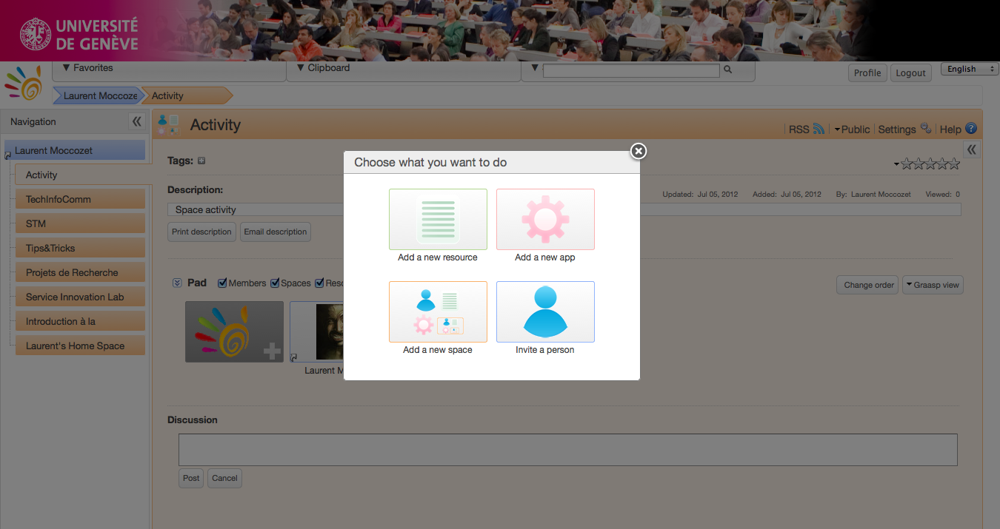 UNIVERSITÉ
DE GENÈVE
▼ Favorites
▼ Clipboard
Profile
Logout
English
Laurent Moccoze
Activity
Navigation
Laurent Moccozet
Activity
TechInfoComm
STM
Tips&Tricks
Projets de Recherche
Service Innovation Lab
Introduction à la
Laurent's Home Space
Activity
RSS
Public
Settings
Help
Tags:
Description:
Updated: Jul 05, 2012 Added: Jul 05, 2012 By: Laurent Moccozet Viewed: 0
Space activity
Print description
Email description
Pad
Members
Spaces
Reso
Change order
Graasp view
Laurent M
Choose what you want to do
Add a new resource
Add a new app
Add a new space
Invite a person
Discussion
Post
Cancel